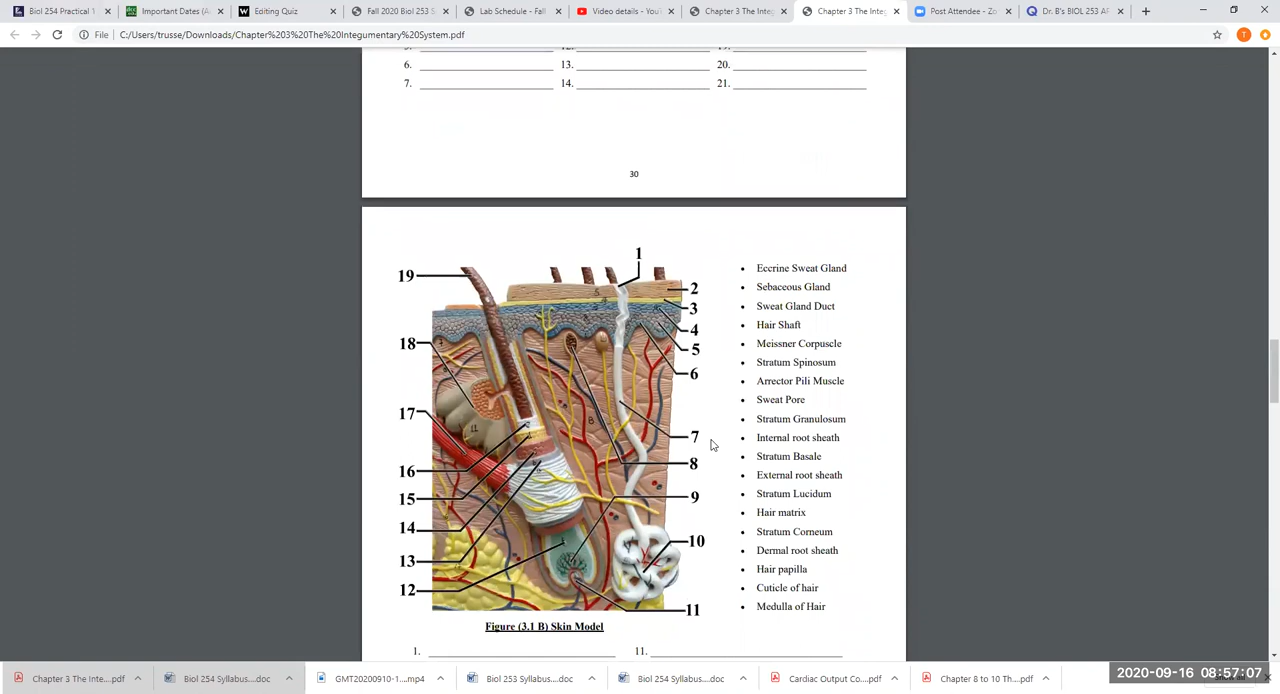 Biol 254 Practical 1
Important Dates (A
Editing Quiz
Fall 2020 Biol 253 S
Lab Schedule - Fall
Video details - You
Chapter 3 The Inte
Chapter 3 The Inte
Post Attendee - Zo
Dr. B's BIOL 253 AF
File
C:/Users/trusse/Downloads/Chapter%203%20The%20Integumentary%20System.pdf
T
5. 12. 19.
6. 13. 20.
7. 14. 21.
30
1
19
2
3
4
5
6
18
17
7
8
16
9
15
14
10
13
12
11
Eccrine Sweat Gland
Sebaceous Gland
Sweat Gland Duct
Hair Shaft
Meissner Corpuscle
Stratum Spinosum
Arrector Pili Muscle
Sweat Pore
Stratum Granulosum
Internal root sheath
Stratum Basale
External root sheath
Stratum Lucidum
Hair matrix
Stratum Corneum
Dermal root sheath
Hair papilla
Cuticle of hair
Medulla of Hair
Figure (3.1 B) Skin Model
1. 11.
Chapter 3 The Inte....pdf
Biol 254 Syllabus....doc
GMT20200910-1....mp4
Biol 253 Syllabus....doc
Biol 254 Syllabus....doc
Cardiac Output Co....pdf
Chapter 8 to 10 Th....pdf
2020-09-16 08:57:07